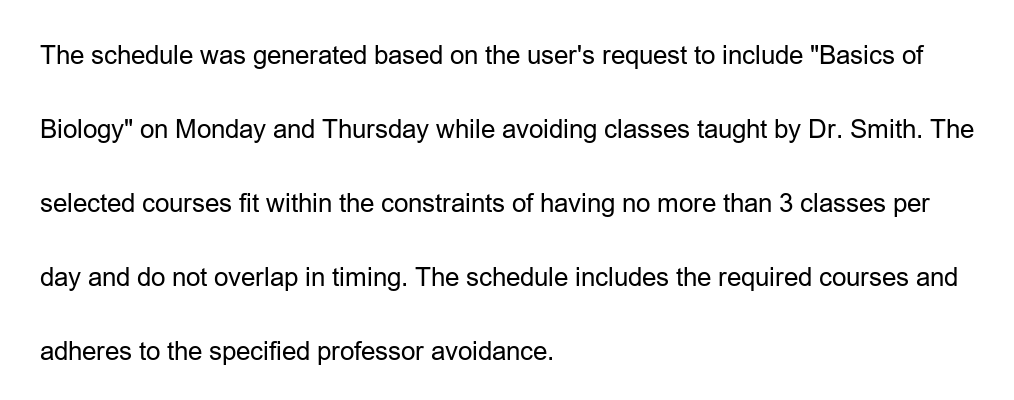 The schedule was generated based on the user's request to include "Basics of
Biology" on Monday and Thursday while avoiding classes taught by Dr. Smith. The
selected courses fit within the constraints of having no more than 3 classes per
day and do not overlap in timing. The schedule includes the required courses and
adheres to the specified professor avoidance.